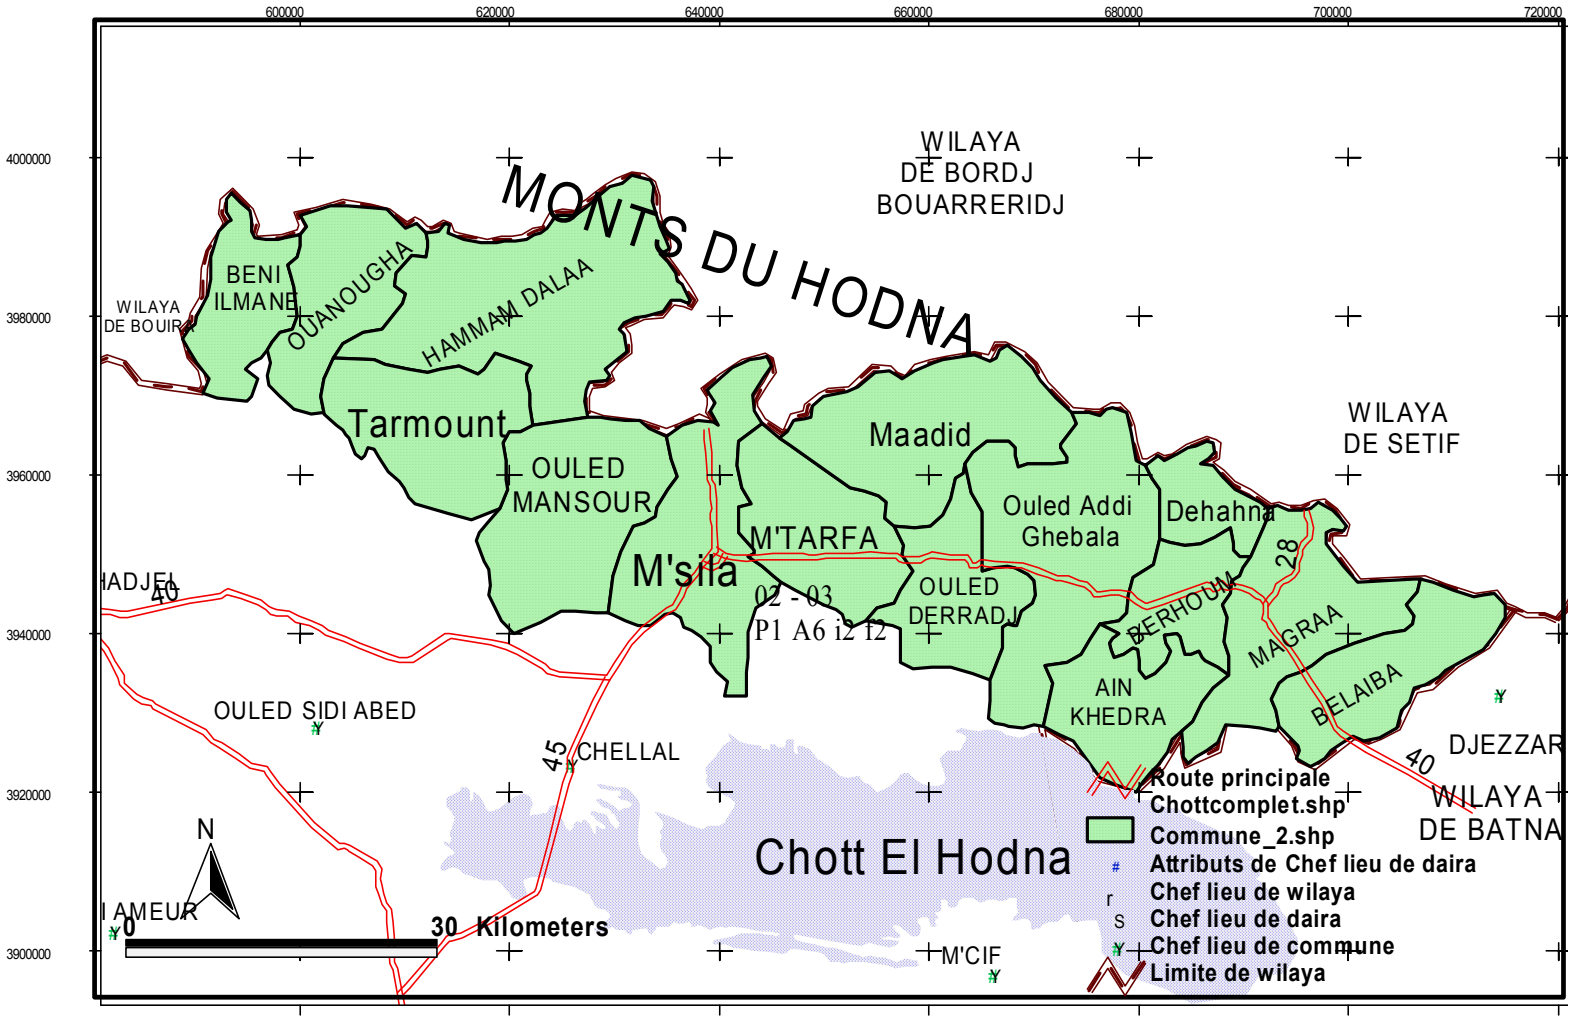 600000 620000 640000 660000 680000 700000 720000
4000000
3980000
3960000
3940000
3920000
3900000
WILAYA
DE BORDJ
BOUARRERIDJ
MONTS DU HODNA
BENI
ILMANE
OUANOUGHA
HAMMAM DALAA
WILAYA
DE BOUIRA
Tarmount
OULED
MANSOUR
Maadid
WILAYA
DE SETIF
Ouled Addi
Ghebala
Dehahna
M'TARFA
M'sila
28
HADJEL
40
02 - 03
P1 A6 i2 f2
OULED
DERRADJ
BERHOUM
MAGRAA
BELAIBA
AIN
KHEDRA
OULED SIDI ABED
Y
45
CHELLAL
Y
Y
DJEZZAR
40
WILAYA
DE BATNA
Chott El Hodna
N
I AMEUR
Y
0 30 Kilometers
M'CIF
Y
Route principale
Chottcomplet.shp
Commune_2.shp
# Attributs de Chef lieu de daira
r Chef lieu de wilaya
S Chef lieu de daira
#Y Chef lieu de commune
Limite de wilaya